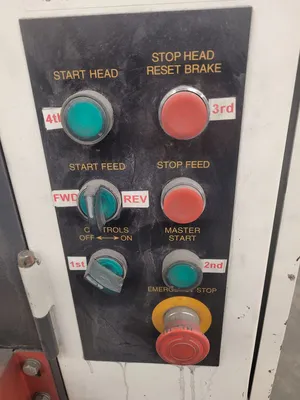 STOP HEAD
RESET BRAKE
START HEAD
4th
3rd
START FEED
STOP FEED
FWD
REV
CONTROLS
OFF ↔ ON
MASTER
START
1st
2nd
EMERGENCY STOP